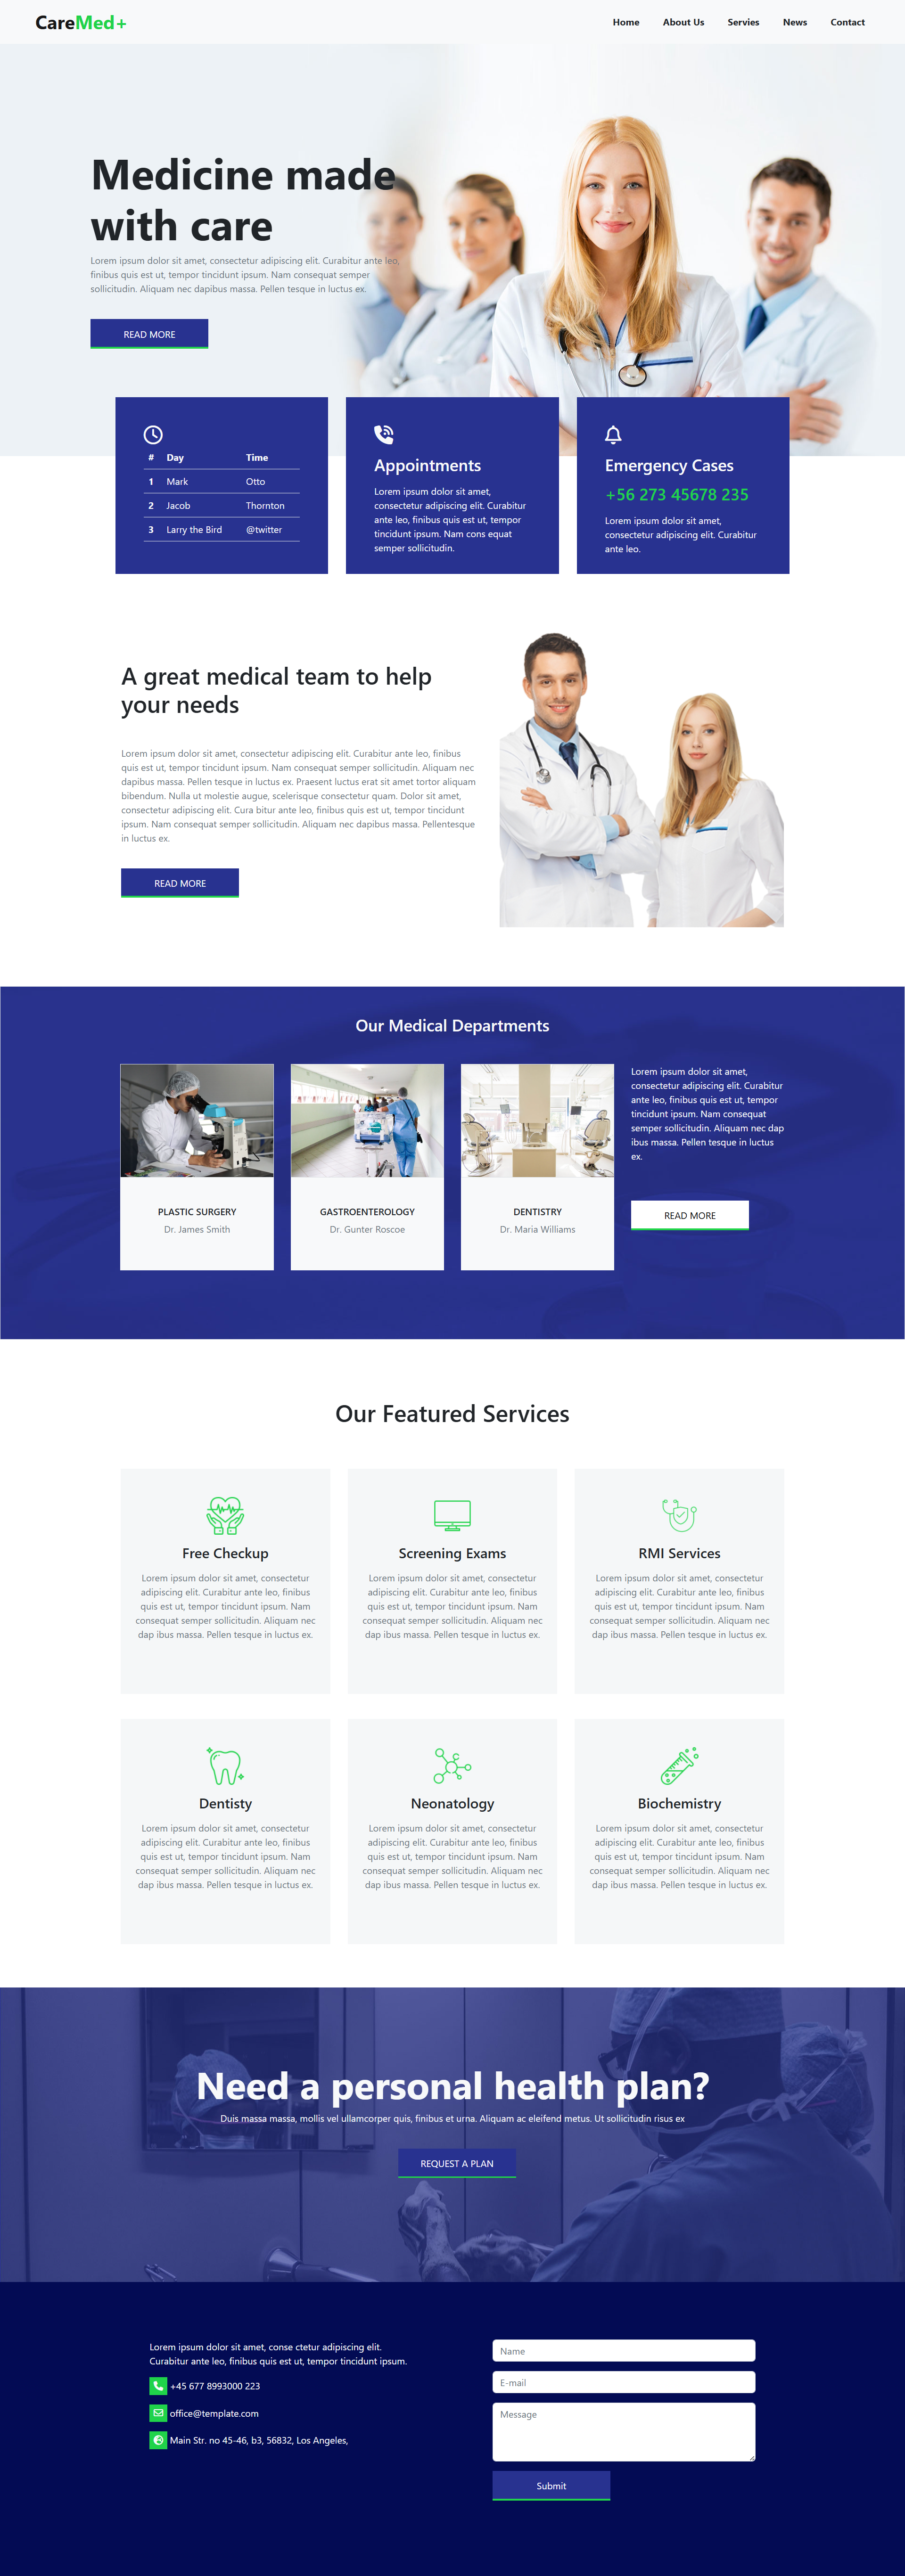 CareMed+
Home About Us Servies News Contact
Medicine made
with care
Lorem ipsum dolor sit amet, consectetur adipiscing elit. Curabitur ante leo,
finibus quis est ut, tempor tincidunt ipsum. Nam consequat semper
sollicitudin. Aliquam nec dapibus massa. Pellen tesque in luctus ex.
READ MORE
# Day Time
1 Mark Otto
2 Jacob Thornton
3 Larry the Bird @twitter
Appointments
Lorem ipsum dolor sit amet,
consectetur adipiscing elit. Curabitur
ante leo, finibus quis est ut, tempor
tincidunt ipsum. Nam cons equat
semper sollicitudin.
Emergency Cases
+56 273 45678 235
Lorem ipsum dolor sit amet,
consectetur adipiscing elit. Curabitur
ante leo.
A great medical team to help
your needs
Lorem ipsum dolor sit amet, consectetur adipiscing elit. Curabitur ante leo, finibus
quis est ut, tempor tincidunt ipsum. Nam consequat semper sollicitudin. Aliquam nec
dapibus massa. Pellen tesque in luctus ex. Praesent luctus erat sit amet tortor aliquam
bibendum. Nulla ut molestie augue, scelerisque consectetur quam. Dolor sit amet,
consectetur adipiscing elit. Cura bitur ante leo, finibus quis est ut, tempor tincidunt
ipsum. Nam consequat semper sollicitudin. Aliquam nec dapibus massa. Pellentesque
in luctus ex.
READ MORE
Our Medical Departments
PLASTIC SURGERY
Dr. James Smith
GASTROENTEROLOGY
Dr. Gunter Roscoe
DENTISTRY
Dr. Maria Williams
Lorem ipsum dolor sit amet,
consectetur adipiscing elit. Curabitur
ante leo, finibus quis est ut, tempor
tincidunt ipsum. Nam consequat
semper sollicitudin. Aliquam nec dap
ibus massa. Pellen tesque in luctus
ex.
READ MORE
Our Featured Services
Free Checkup
Lorem ipsum dolor sit amet, consectetur
adipiscing elit. Curabitur ante leo, finibus
quis est ut, tempor tincidunt ipsum. Nam
consequat semper sollicitudin. Aliquam nec
dap ibus massa. Pellen tesque in luctus ex.
Screening Exams
Lorem ipsum dolor sit amet, consectetur
adipiscing elit. Curabitur ante leo, finibus
quis est ut, tempor tincidunt ipsum. Nam
consequat semper sollicitudin. Aliquam nec
dap ibus massa. Pellen tesque in luctus ex.
RMI Services
Lorem ipsum dolor sit amet, consectetur
adipiscing elit. Curabitur ante leo, finibus
quis est ut, tempor tincidunt ipsum. Nam
consequat semper sollicitudin. Aliquam nec
dap ibus massa. Pellen tesque in luctus ex.
Dentisty
Lorem ipsum dolor sit amet, consectetur
adipiscing elit. Curabitur ante leo, finibus
quis est ut, tempor tincidunt ipsum. Nam
consequat semper sollicitudin. Aliquam nec
dap ibus massa. Pellen tesque in luctus ex.
Neonatology
Lorem ipsum dolor sit amet, consectetur
adipiscing elit. Curabitur ante leo, finibus
quis est ut, tempor tincidunt ipsum. Nam
consequat semper sollicitudin. Aliquam nec
dap ibus massa. Pellen tesque in luctus ex.
Biochemistry
Lorem ipsum dolor sit amet, consectetur
adipiscing elit. Curabitur ante leo, finibus
quis est ut, tempor tincidunt ipsum. Nam
consequat semper sollicitudin. Aliquam nec
dap ibus massa. Pellen tesque in luctus ex.
Need a personal health plan?
Duis massa massa, mollis vel ullamcorper quis, finibus et urna. Aliquam ac eleifend metus. Ut sollicitudin risus ex
REQUEST A PLAN
Lorem ipsum dolor sit amet, conse ctetur adipiscing elit.
Curabitur ante leo, finibus quis est ut, tempor tincidunt ipsum.
+45 677 8993000 223
office@template.com
Main Str. no 45-46, b3, 56832, Los Angeles,
Name
E-mail
Message
Submit